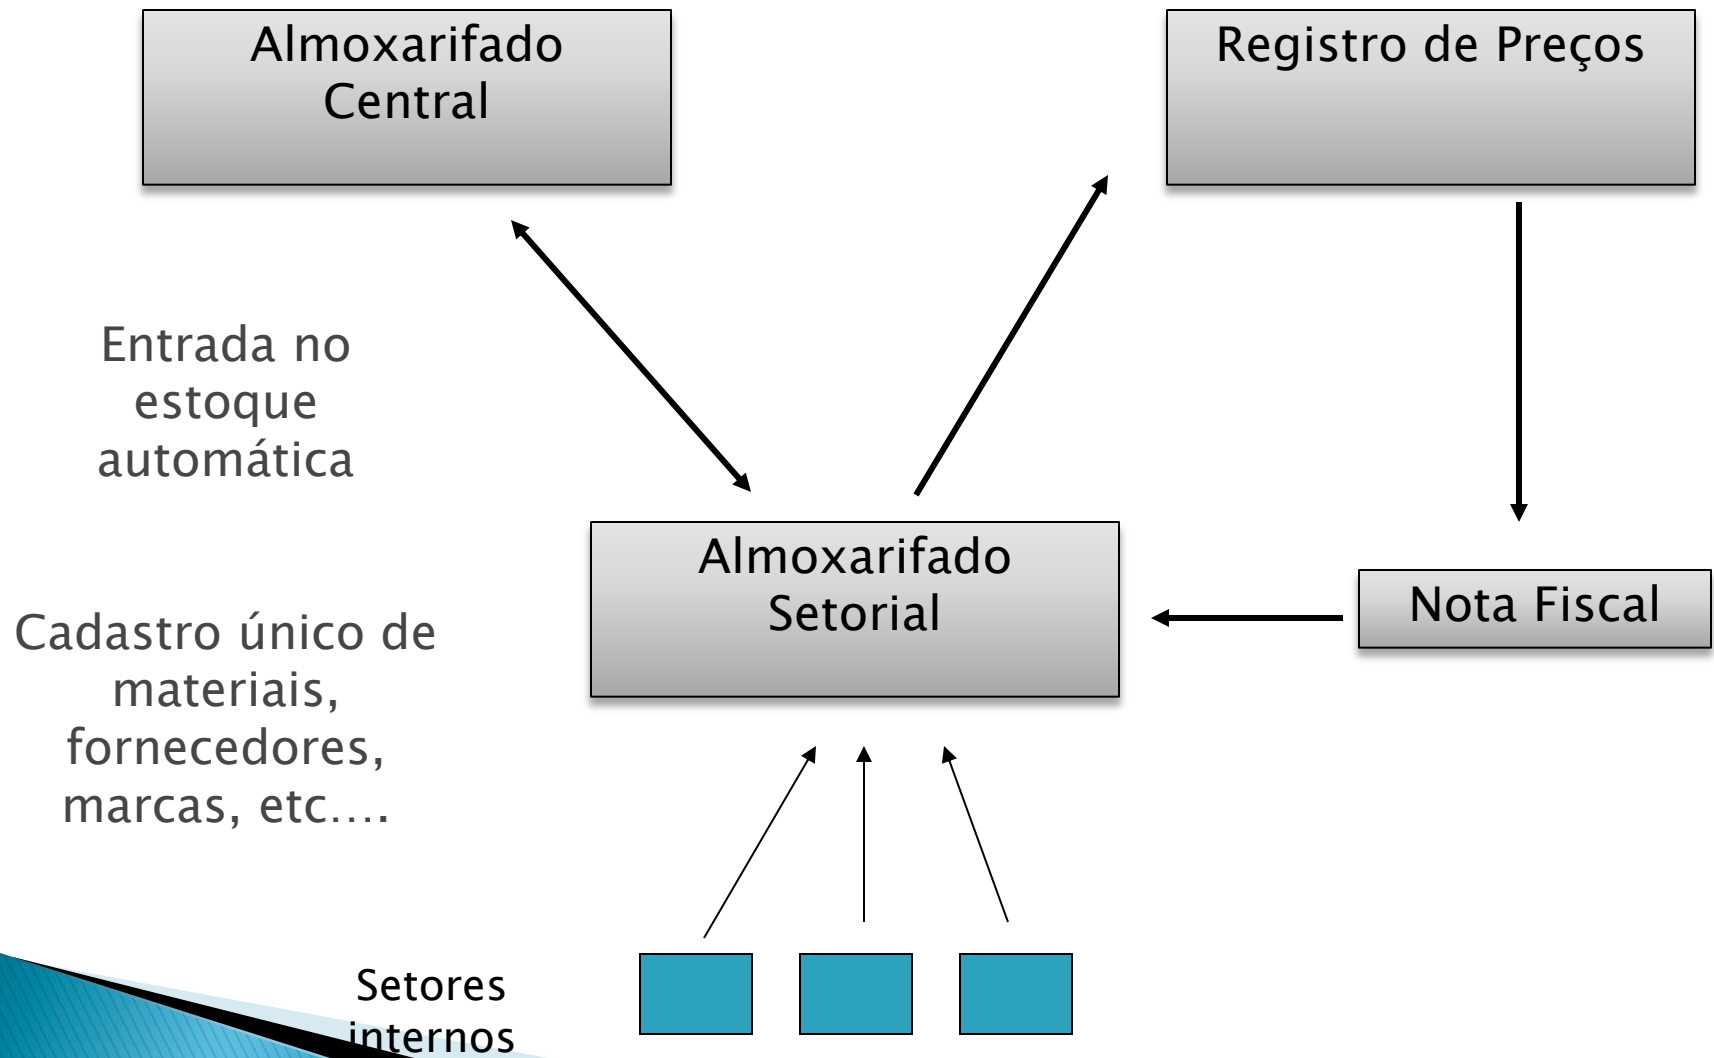 Almoxarifado
Central
Registro de Preços
Entrada no
estoque
automática
Almoxarifado
Setorial
Nota Fiscal
Cadastro único de
materiais,
fornecedores,
marcas, etc….
Setores
internos